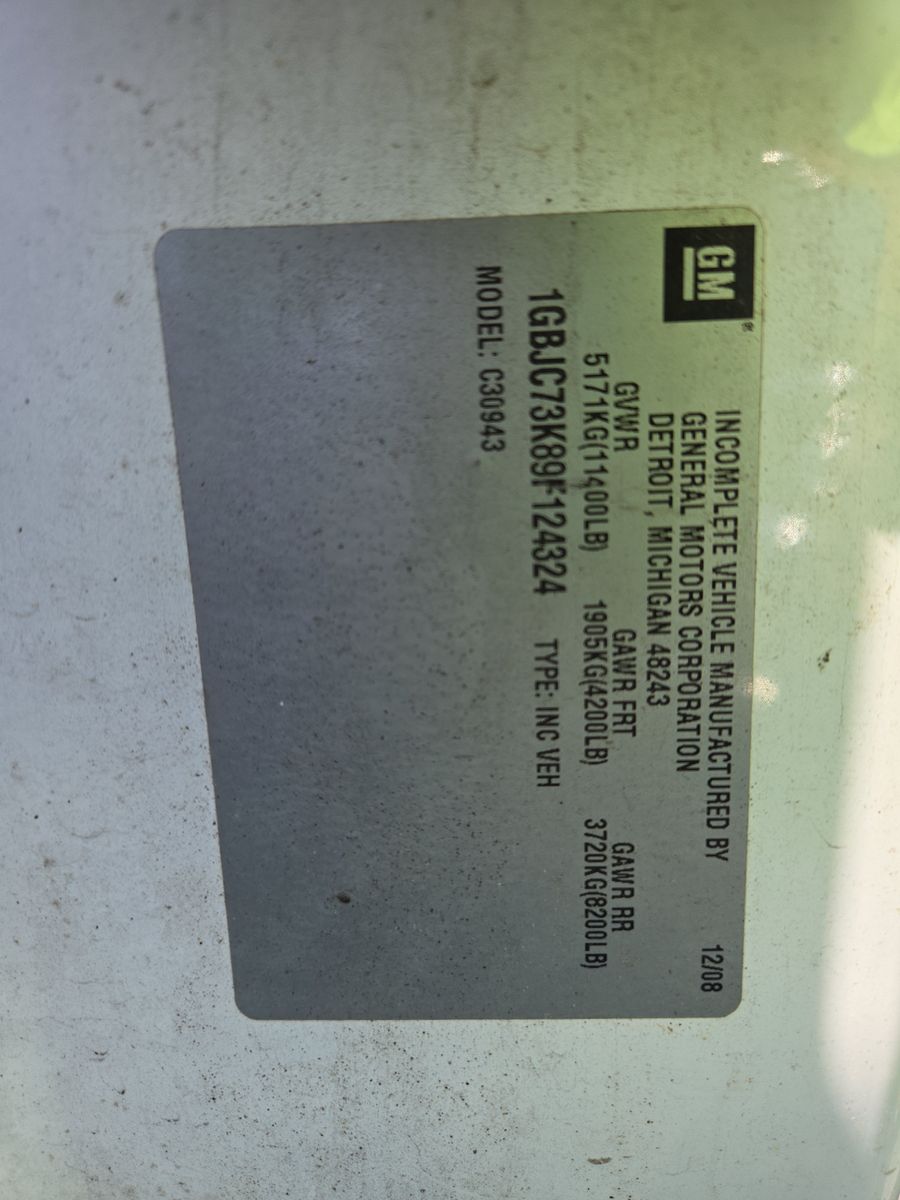 GM®
INCOMPLETE VEHICLE MANUFACTURED BY 12/08
GENERAL MOTORS CORPORATION
DETROIT, MICHIGAN 48243
GVWR GAWR FRT GAWR RR
5171KG(11400LB) 1905KG(4200LB) 3720KG(8200LB)
1GBJC73K89F124324 TYPE: INC VEH
MODEL: C30943